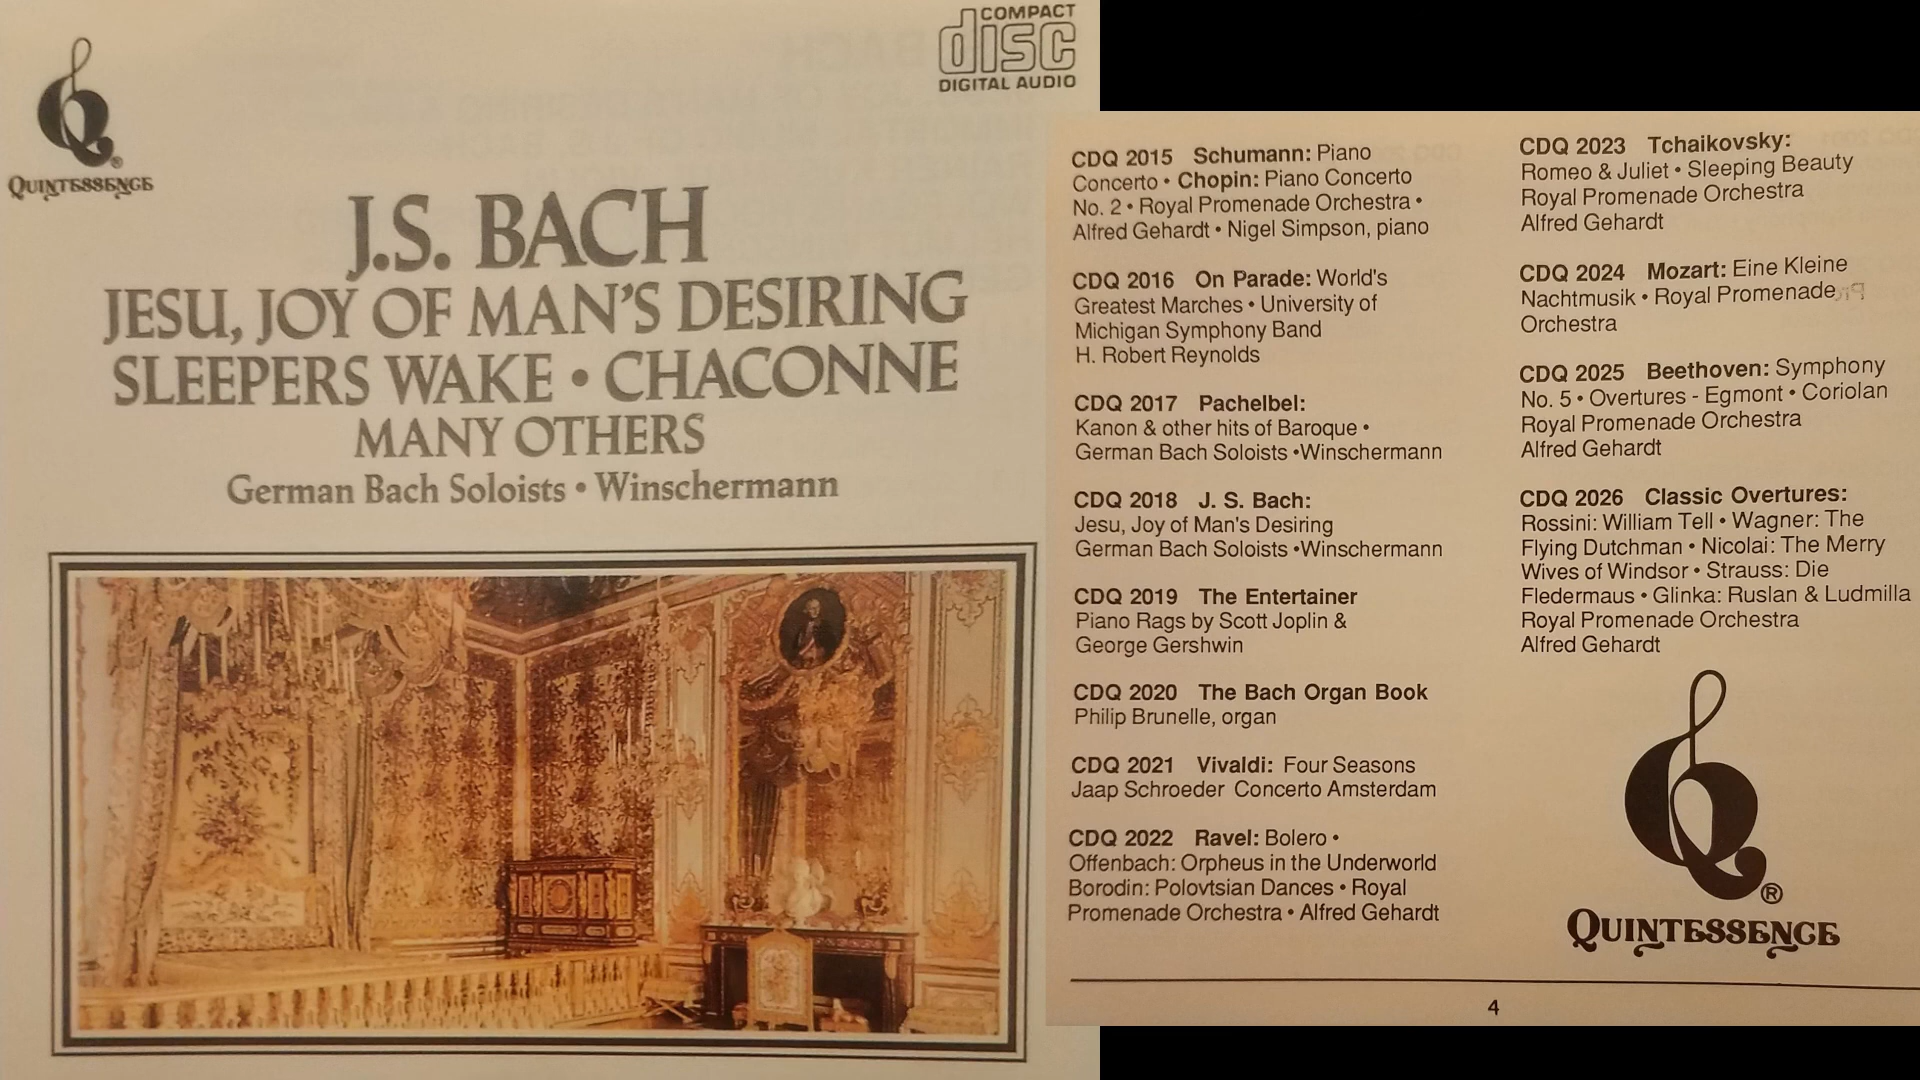 COMPACT
disc
DIGITAL AUDIO
QUINTESSENCE
J.S. BACH
JESU, JOY OF MAN'S DESIRING
SLEEPERS WAKE • CHACONNE
MANY OTHERS
German Bach Soloists • Winschermann
CDQ 2015 Schumann: Piano
Concerto • Chopin: Piano Concerto
No. 2 • Royal Promenade Orchestra •
Alfred Gehardt • Nigel Simpson, piano
CDQ 2016 On Parade: World's
Greatest Marches • University of
Michigan Symphony Band
H. Robert Reynolds
CDQ 2017 Pachelbel:
Kanon & other hits of Baroque •
German Bach Soloists •Winschermann
CDQ 2018 J. S. Bach:
Jesu, Joy of Man's Desiring
German Bach Soloists •Winschermann
CDQ 2019 The Entertainer
Piano Rags by Scott Joplin &
George Gershwin
CDQ 2020 The Bach Organ Book
Philip Brunelle, organ
CDQ 2021 Vivaldi: Four Seasons
Jaap Schroeder Concerto Amsterdam
CDQ 2022 Ravel: Bolero •
Offenbach: Orpheus in the Underworld
Borodin: Polovtsian Dances • Royal
Promenade Orchestra • Alfred Gehardt
CDQ 2023 Tchaikovsky:
Romeo & Juliet • Sleeping Beauty
Royal Promenade Orchestra
Alfred Gehardt
CDQ 2024 Mozart: Eine Kleine
Nachtmusik • Royal Promenade
Orchestra
CDQ 2025 Beethoven: Symphony
No. 5 • Overtures - Egmont • Coriolan
Royal Promenade Orchestra
Alfred Gehardt
CDQ 2026 Classic Overtures:
Rossini: William Tell • Wagner: The
Flying Dutchman • Nicolai: The Merry
Wives of Windsor • Strauss: Die
Fledermaus • Glinka: Ruslan & Ludmilla
Royal Promenade Orchestra
Alfred Gehardt
®
QUINTESSENCE
4